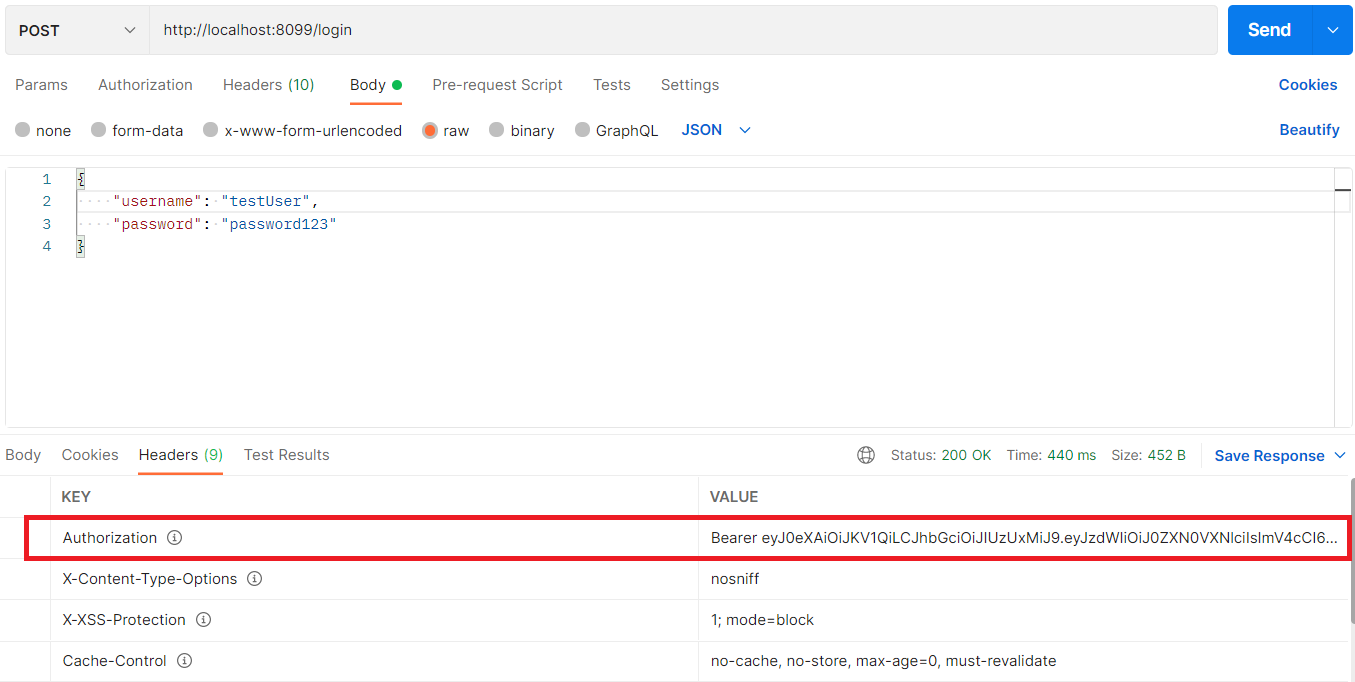 POST http://localhost:8099/login Send
Params Authorization Headers (10) Body Pre-request Script Tests Settings Cookies
none form-data x-www-form-urlencoded raw binary GraphQL JSON Beautify
1 {
2 ····"username":·"testUser",
3 ····"password":·"password123"
4 }
Body Cookies Headers (9) Test Results Status: 200 OK Time: 440 ms Size: 452 B Save Response
KEY VALUE
Authorization Bearer eyJ0eXAiOiJKV1QiLCJhbGciOiJIUzUxMiJ9.eyJzdWIiOiJ0ZXN0VXNlciIsImV4cCI6...
X-Content-Type-Options nosniff
X-XSS-Protection 1; mode=block
Cache-Control no-cache, no-store, max-age=0, must-revalidate